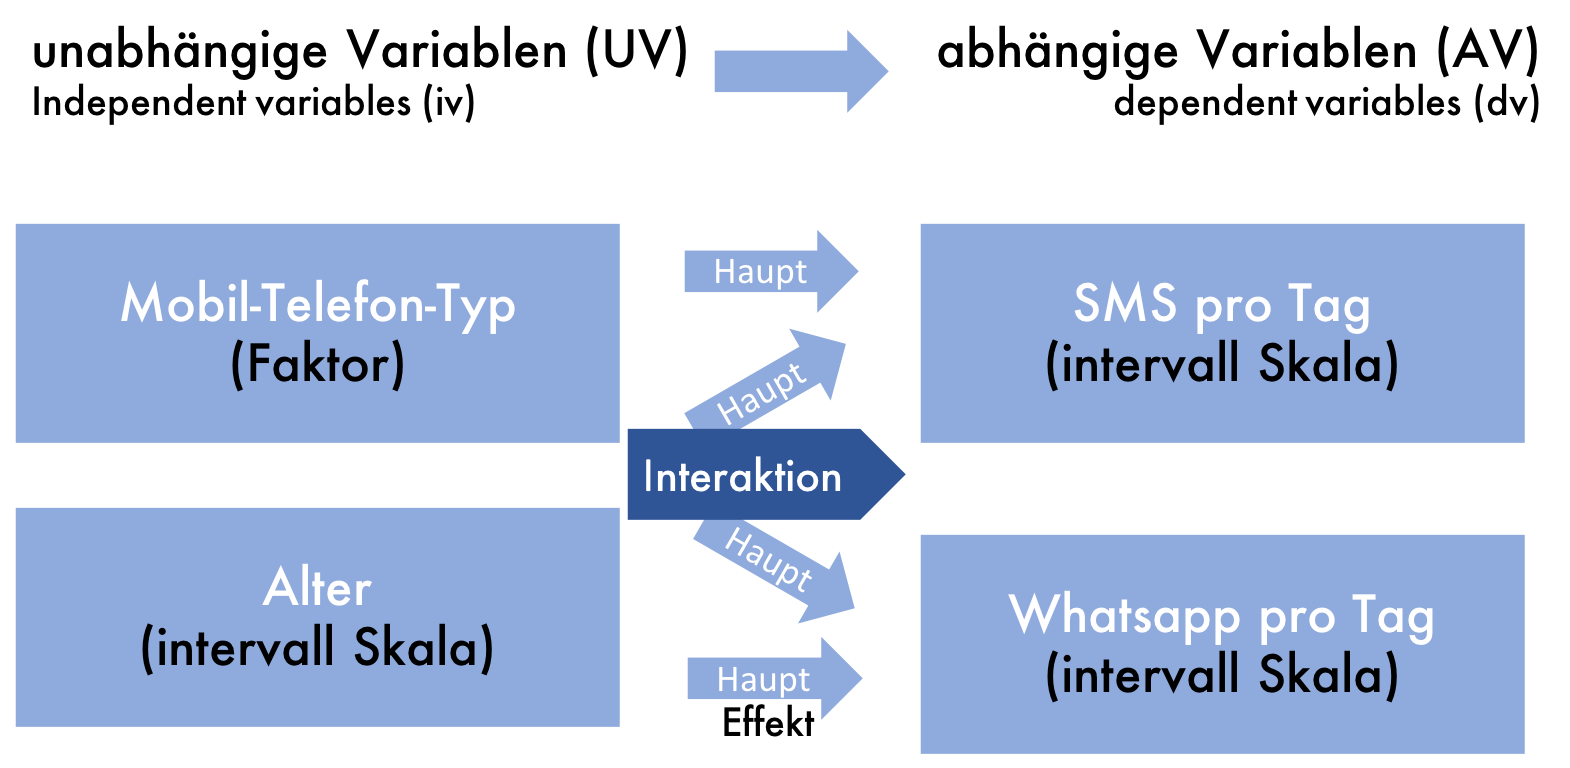 unabhängige Variablen (UV)
Independent variables (iv)
abhängige Variablen (AV)
dependent variables (dv)
Mobil-Telefon-Typ
(Faktor)
Alter
(intervall Skala)
Haupt
Haupt
Interaktion
Haupt
Haupt
Effekt
SMS pro Tag
(intervall Skala)
Whatsapp pro Tag
(intervall Skala)